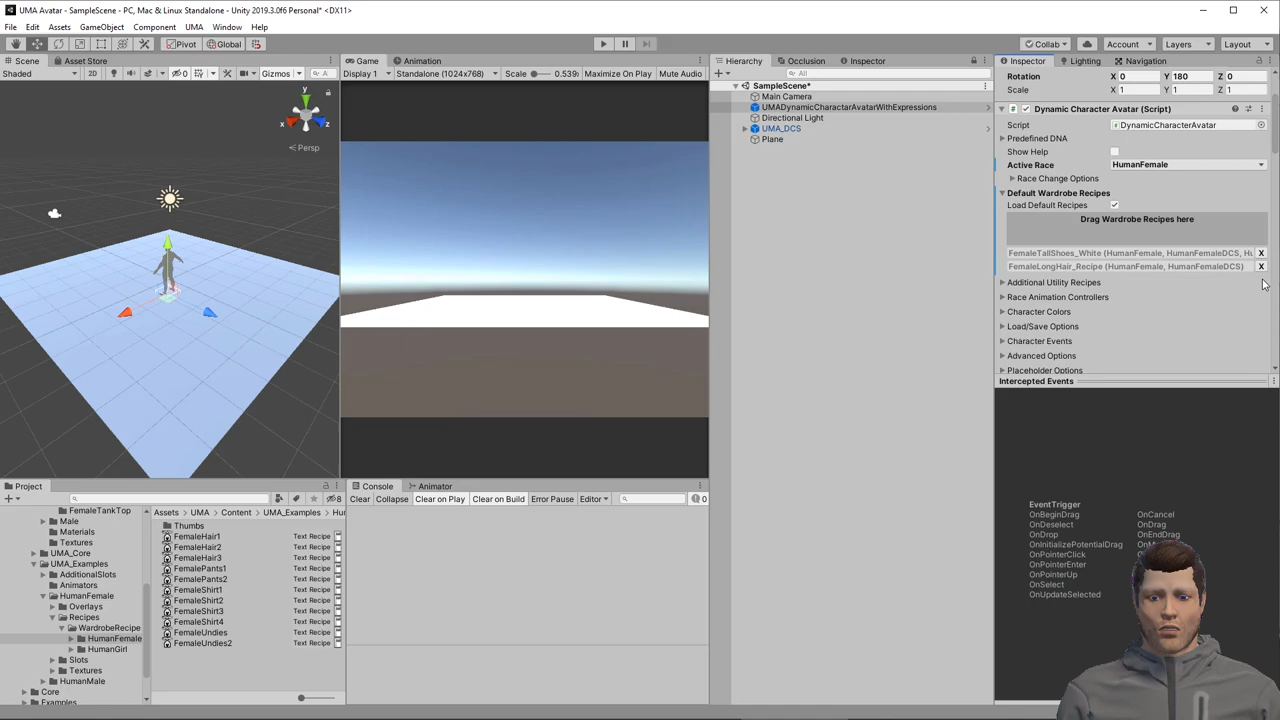 UMA Avatar - SampleScene - PC, Mac & Linux Standalone - Unity 2019.3.0f6 Personal* <DX11>
File Edit Assets GameObject Component UMA Window Help
Pivot Global Collab Account Layers Layout
Scene Asset Store
Shaded 2D 0 Gizmos A
y
x
z
Persp
Game Animation
Display 1 Standalone (1024x768) Scale 0.539 Maximize On Play Mute Audio
Hierarchy Occlusion Inspector
All
SampleScene*
Main Camera
UMADynamicCharactarAvatarWithExpressions
Directional Light
UMA_DCS
Plane
Inspector Lighting Navigation
Rotation X 0 Y 180 Z 0
Scale X 1 Y 1 Z 1
Dynamic Character Avatar (Script)
Script DynamicCharacterAvatar
Predefined DNA
Show Help
Active Race HumanFemale
Race Change Options
Default Wardrobe Recipes
Load Default Recipes
Drag Wardrobe Recipes here
FemaleTallShoes_White (HumanFemale, HumanFemaleDCS, Hu X
FemaleLongHair_Recipe (HumanFemale, HumanFemaleDCS) X
Additional Utility Recipes
Race Animation Controllers
Character Colors
Load/Save Options
Character Events
Advanced Options
Placeholder Options
Intercepted Events
EventTrigger
OnBeginDrag OnCancel
OnDeselect OnDrag
OnDrop OnEndDrag
OnInitializePotentialDrag
OnPointerClick
OnPointerEnter
OnPointerUp
OnSelect
OnUpdateSelected
Project
8
FemaleTankTop
Male
Materials
Textures
UMA_Core
UMA_Examples
AdditionalSlots
Animators
HumanFemale
Overlays
Recipes
WardrobeRecipe
HumanFemale
HumanGirl
Slots
Textures
HumanMale
Core
Examples
Assets UMA Content UMA_Examples Hur
Thumbs
FemaleHair1 Text Recipe
FemaleHair2 Text Recipe
FemaleHair3 Text Recipe
FemalePants1 Text Recipe
FemalePants2 Text Recipe
FemaleShirt1 Text Recipe
FemaleShirt2 Text Recipe
FemaleShirt3 Text Recipe
FemaleShirt4 Text Recipe
FemaleUndies Text Recipe
FemaleUndies2 Text Recipe
Console Animator
Clear Collapse Clear on Play Clear on Build Error Pause Editor 0